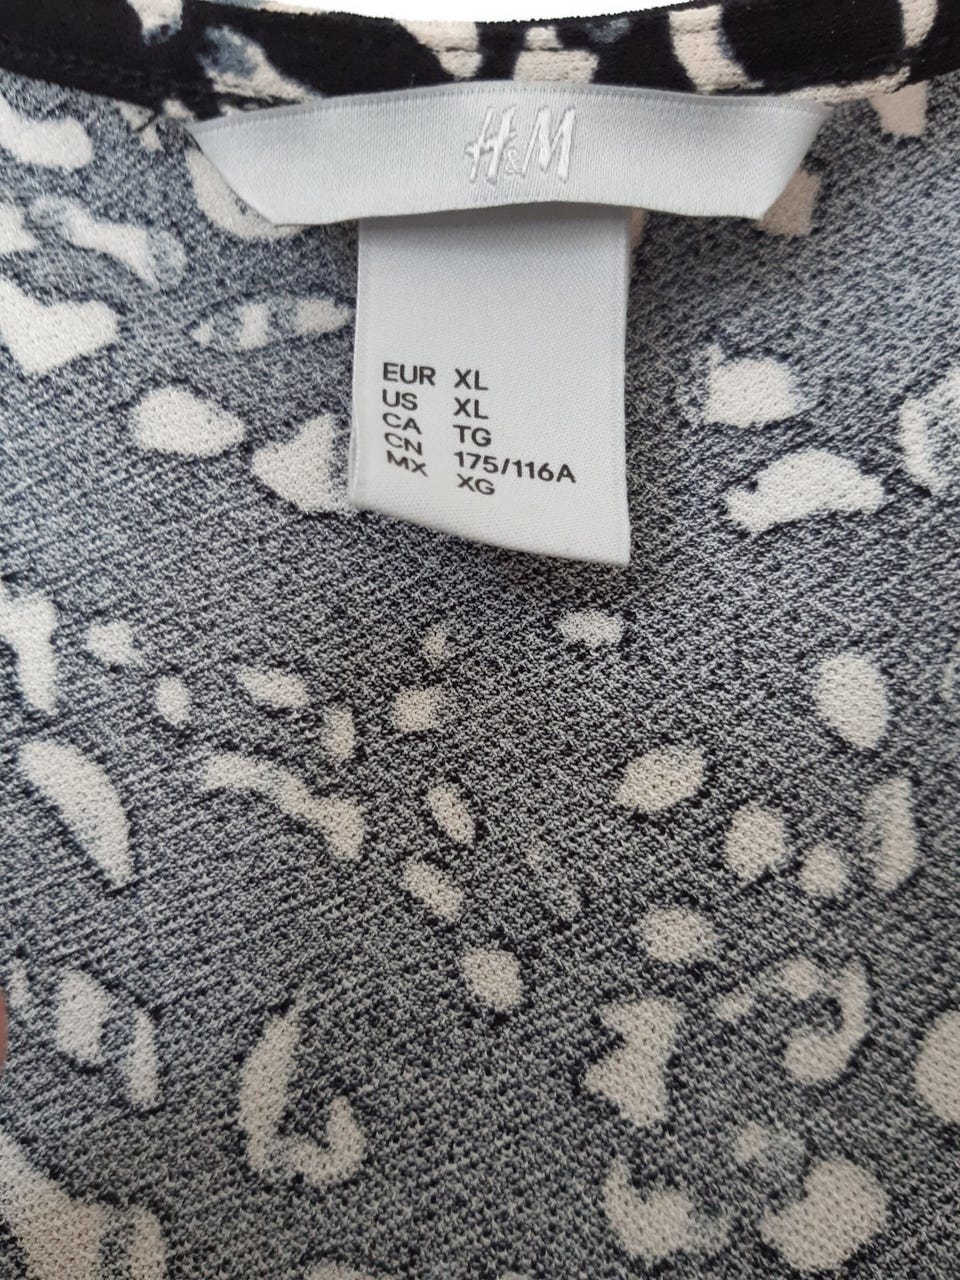 H&M
EUR XL
US XL
CA TG
CN 175/116A
MX XG